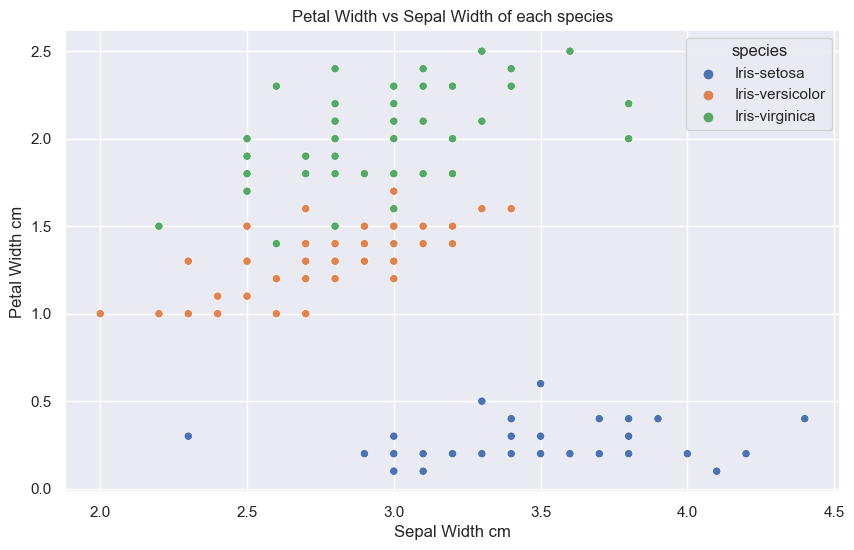 Petal Width vs Sepal Width of each species
species
Iris-setosa
Iris-versicolor
Iris-virginica
Petal Width cm
2.5
2.0
1.5
1.0
0.5
0.0
2.0 2.5 3.0 3.5 4.0 4.5
Sepal Width cm